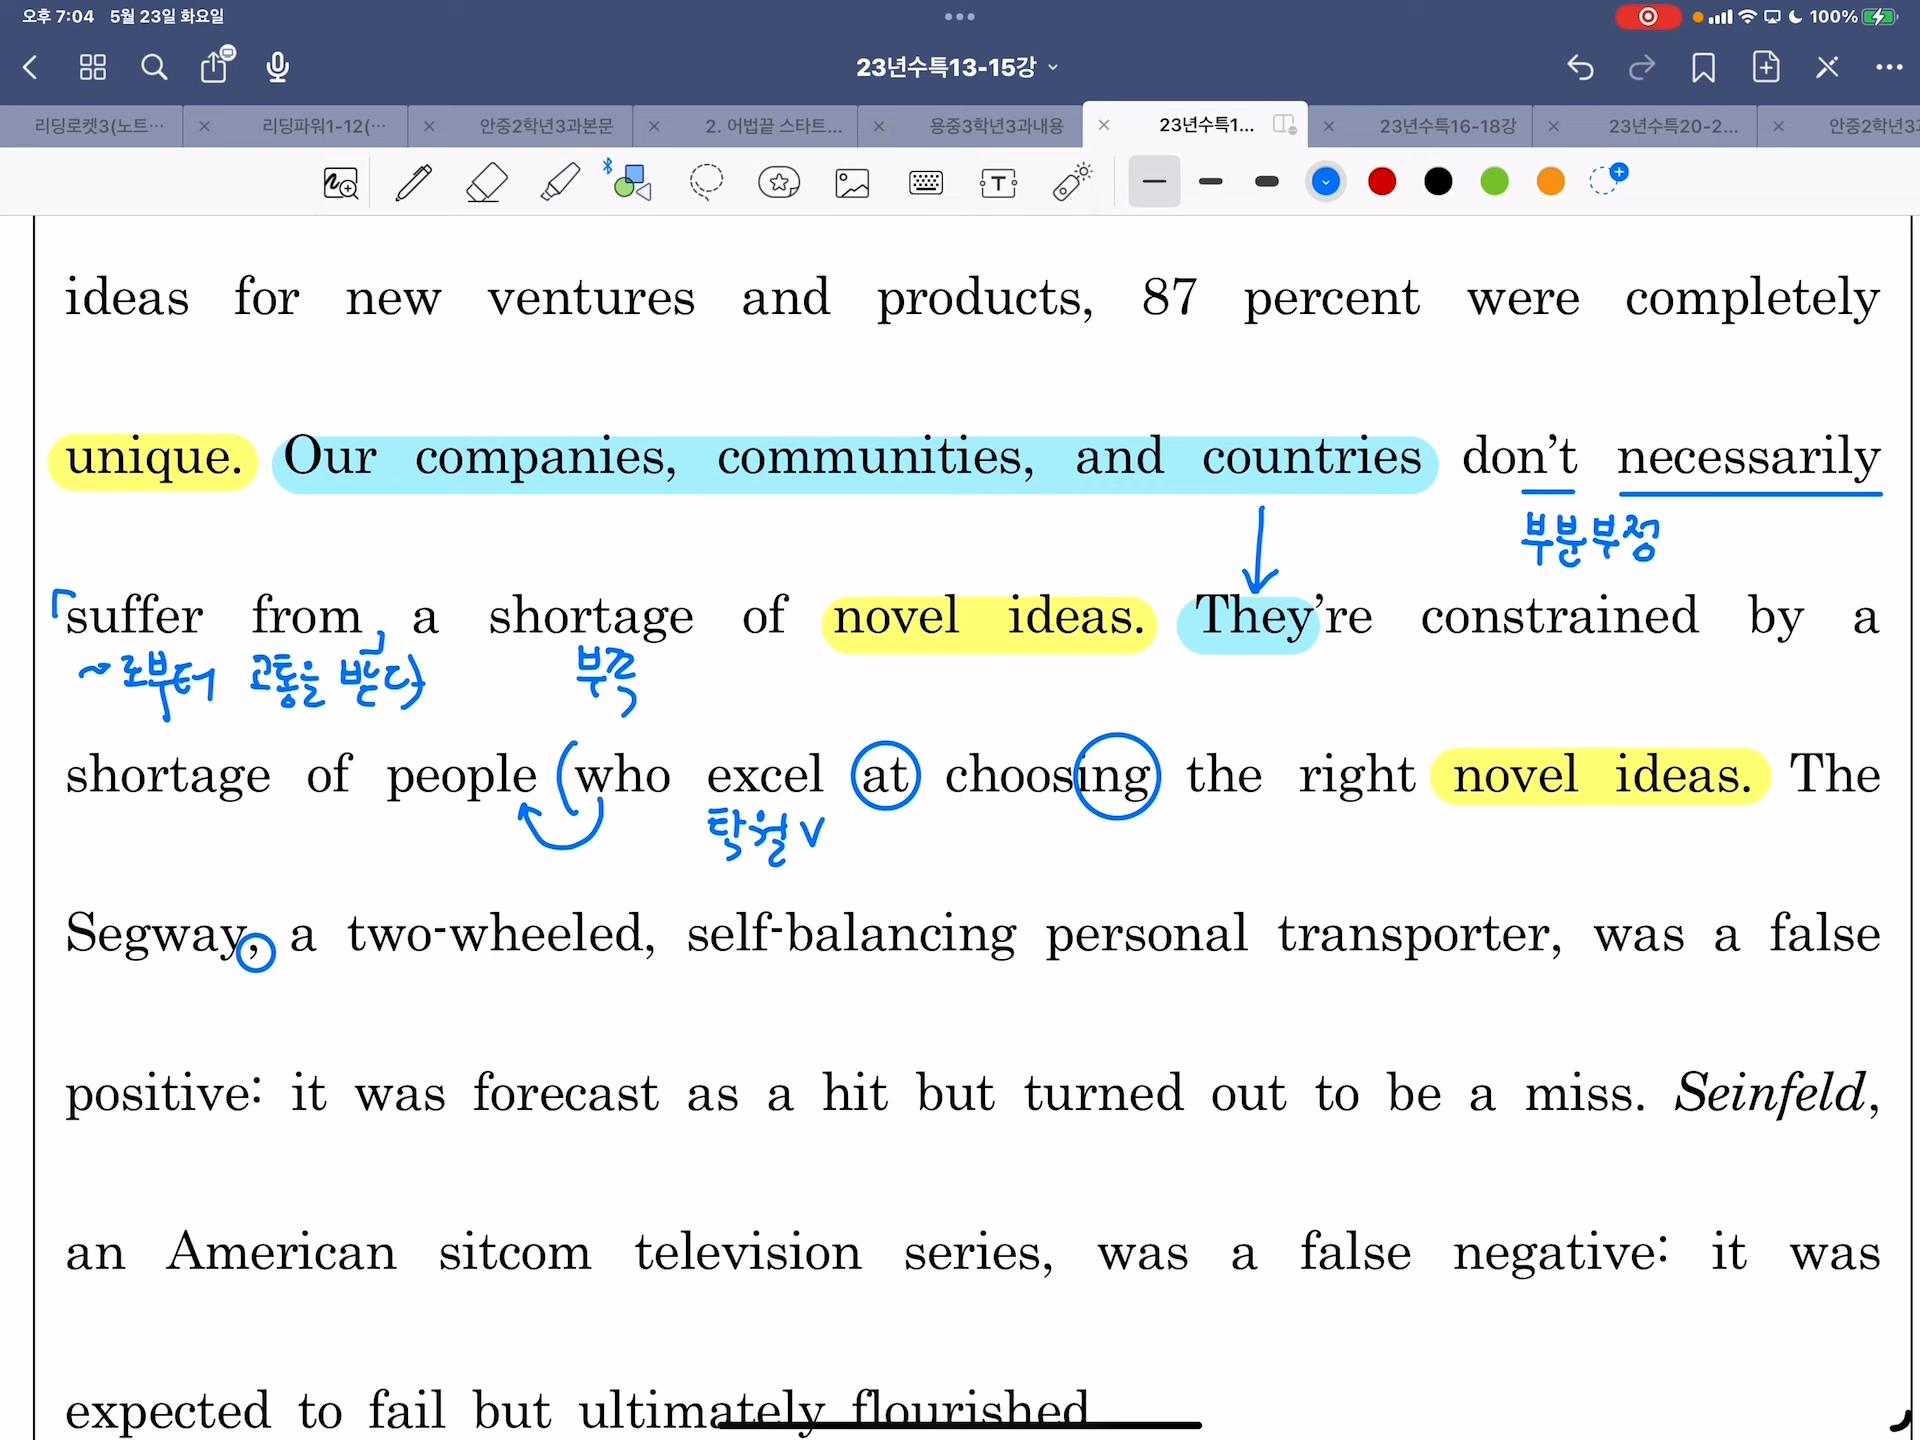 오후 7:04 5월 23일 화요일
100%
23년수특13-15강
리딩로켓3(노트…
리딩파워1-12(…
안중2학년3과본문
2. 어법끝 스타트...
용중3학년3과내용
23년수특1...
23년수특16-18강
23년수특20-2...
안중2학년3
ideas for new ventures and products, 87 percent were completely
unique. Our companies, communities, and countries don't necessarily
부분부정
「suffer from」 a shortage of novel ideas. They're constrained by a
~로부터 고통을 받다 부족
shortage of people (who excel at choosing the right novel ideas. The
탁월 v
Segway, a two-wheeled, self-balancing personal transporter, was a false
positive: it was forecast as a hit but turned out to be a miss. Seinfeld,
an American sitcom television series, was a false negative: it was
expected to fail but ultimately flourished